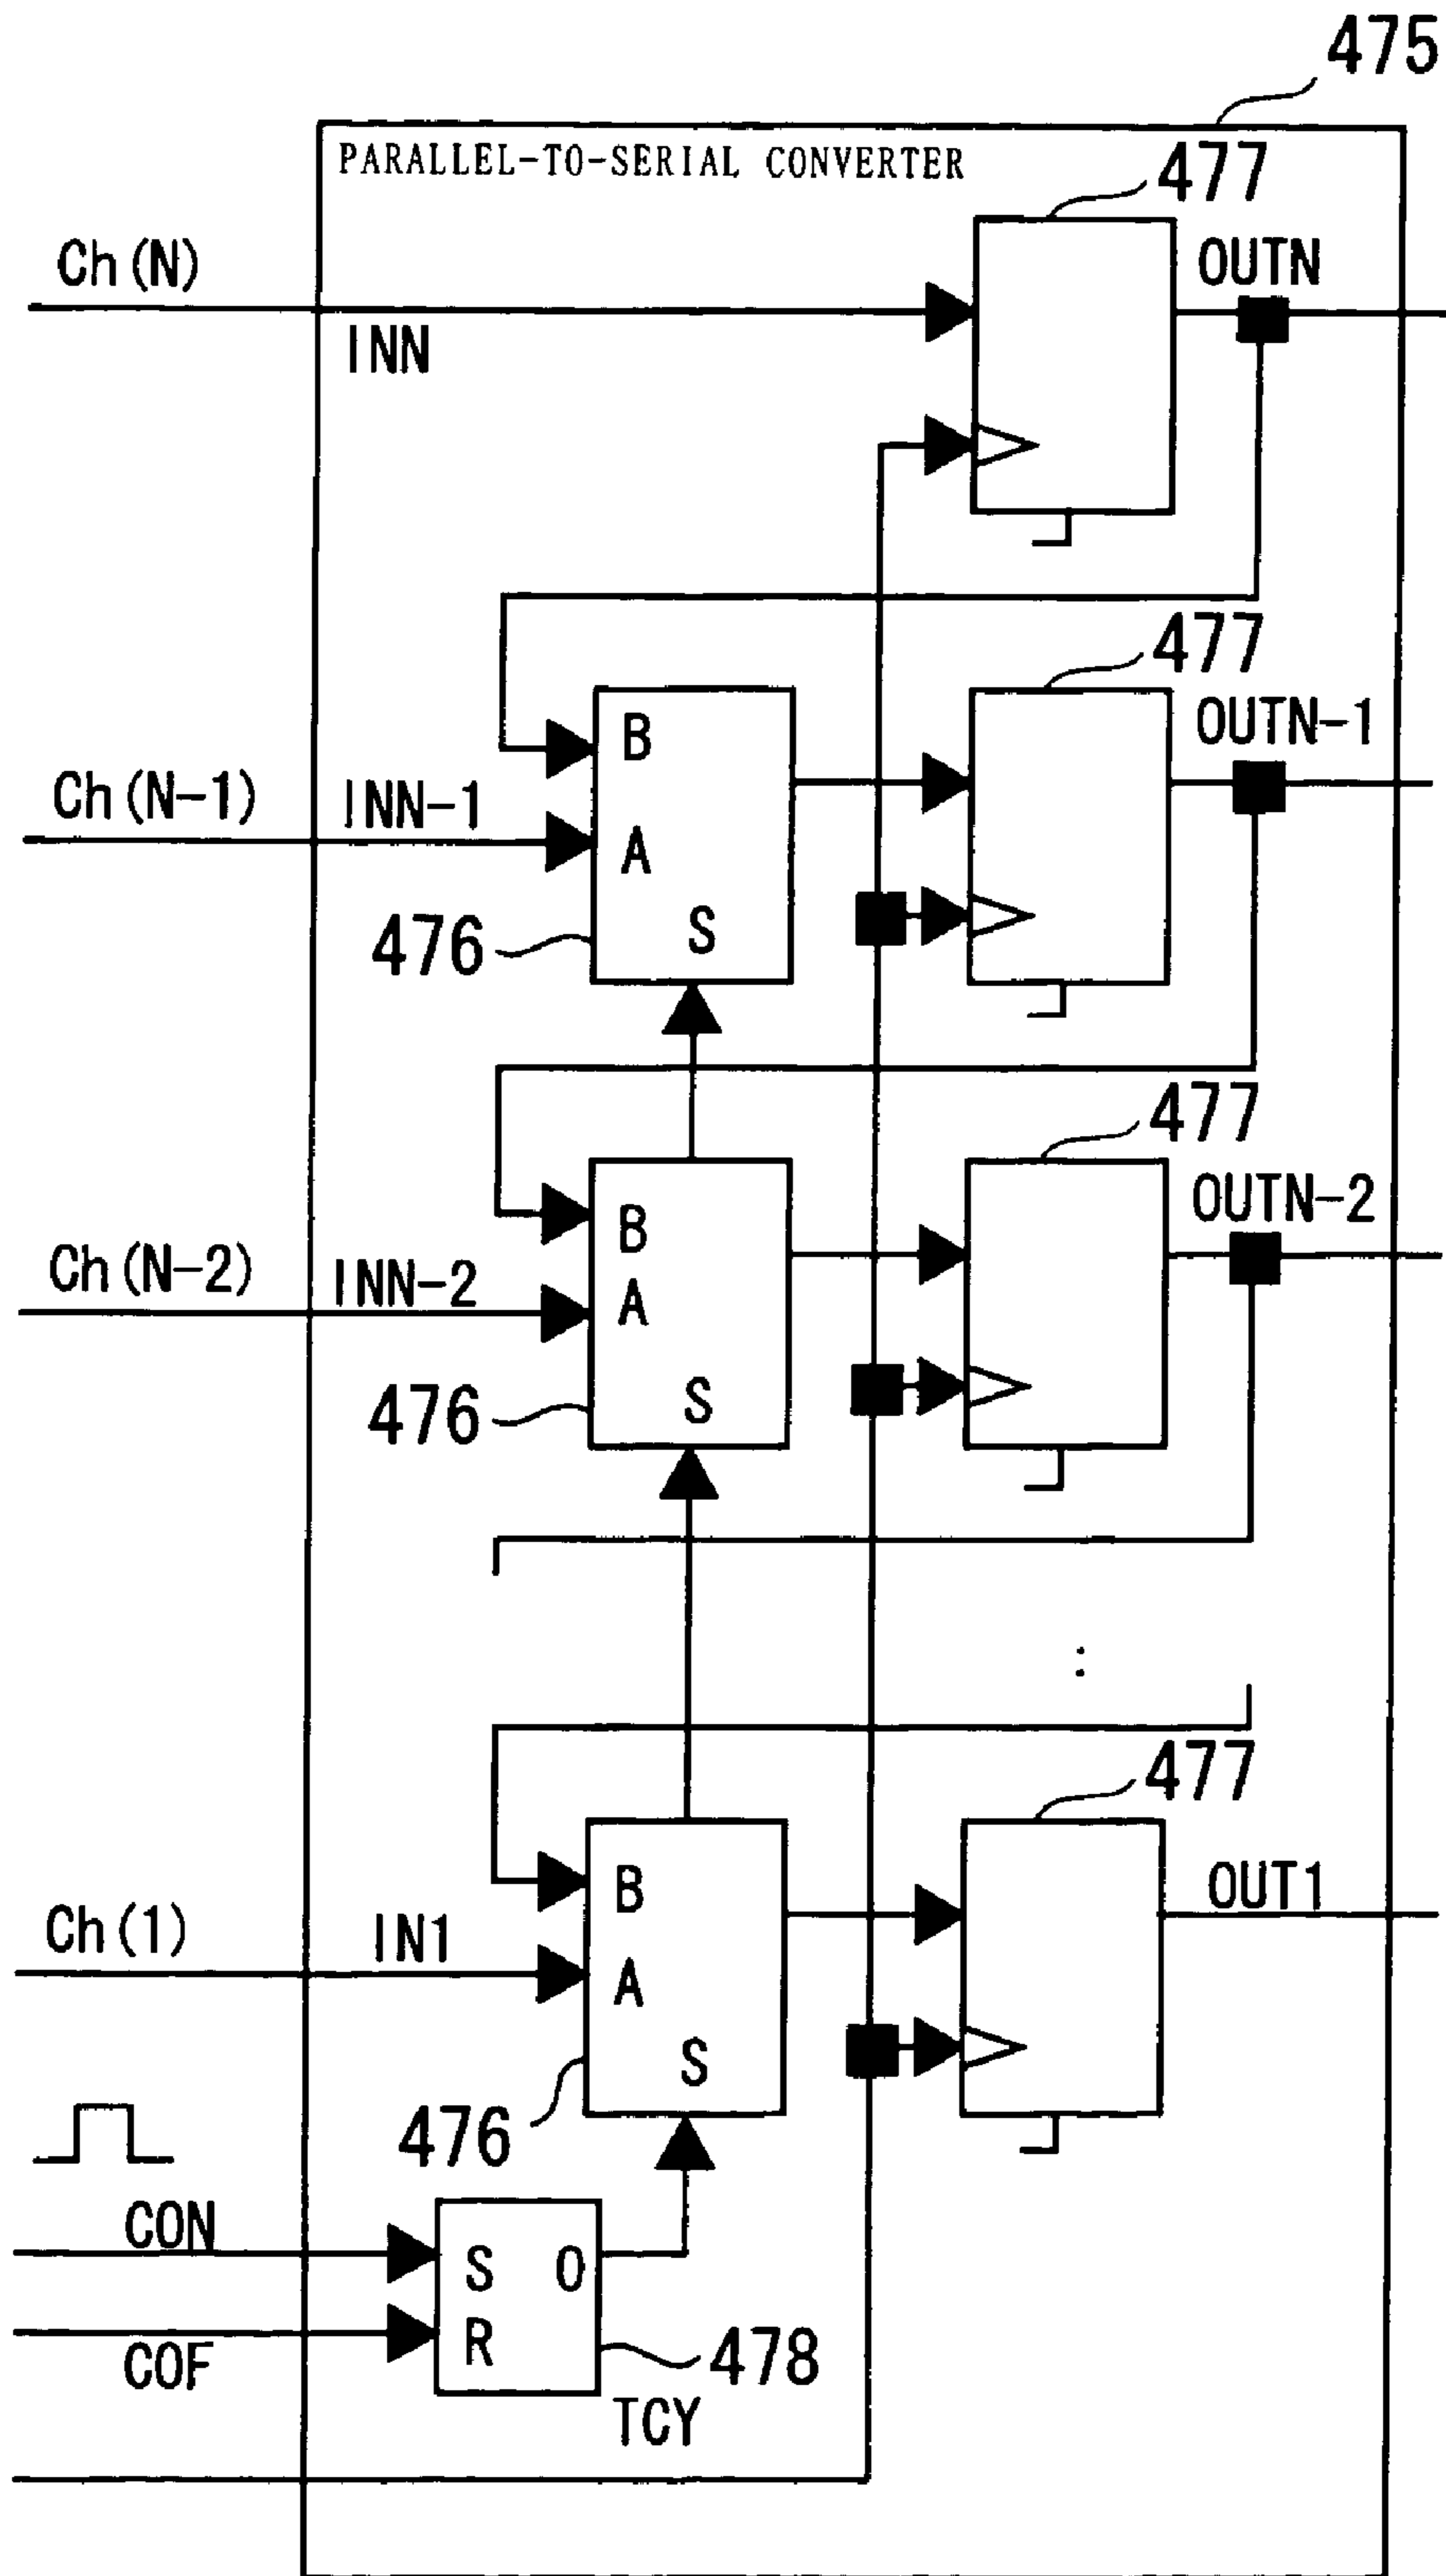 475
PARALLEL-TO-SERIAL CONVERTER
477
Ch(N)
OUTN
INN
477
OUTN-1
B
Ch(N-1)
INN-1
A
S
476
477
OUTN-2
B
Ch(N-2)
INN-2
A
S
476
:
477
B
OUT1
Ch(1)
IN1
A
S
476
CON
S O
COF
R
478
TCY